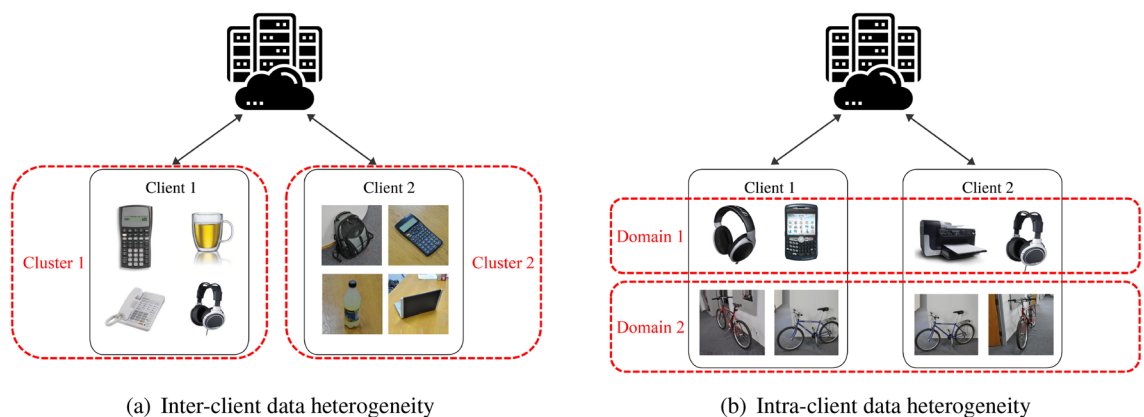 Client 1
Client 2
Cluster 1
Cluster 2
(a) Inter-client data heterogeneity
Client 1
Client 2
Domain 1
Domain 2
(b) Intra-client data heterogeneity